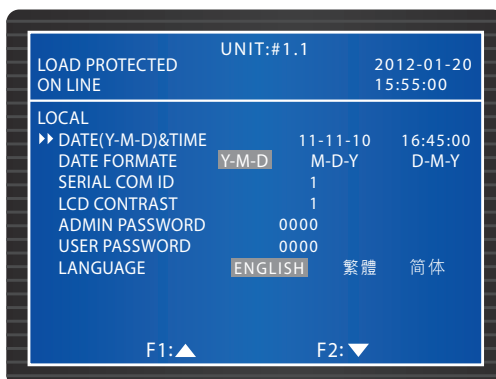 UNIT:#1.1
LOAD PROTECTED 2012-01-20
ON LINE 15:55:00
LOCAL
DATE(Y-M-D)&TIME 11-11-10 16:45:00
DATE FORMATE Y-M-D M-D-Y D-M-Y
SERIAL COM ID 1
LCD CONTRAST 1
ADMIN PASSWORD 0000
USER PASSWORD 0000
LANGUAGE ENGLISH 繁體 简体
F1:▲ F2:▼